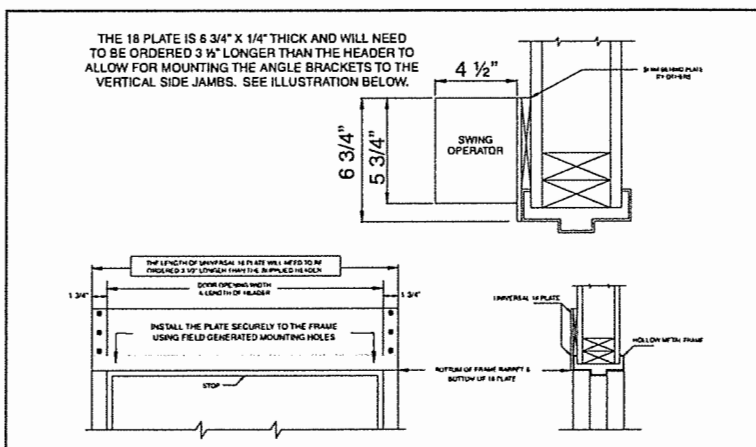 THE 18 PLATE IS 6 3/4" X 1/4" THICK AND WILL NEED
TO BE ORDERED 3 ½" LONGER THAN THE HEADER TO
ALLOW FOR MOUNTING THE ANGLE BRACKETS TO THE
VERTICAL SIDE JAMBS. SEE ILLUSTRATION BELOW.
4 ½"
BEHIND PLATE
BY OTHERS
6 3/4"
5 3/4"
SWING
OPERATOR
THE LENGTH OF UNIVERSAL 18 PLATE WILL NEED TO BE
ORDERED 3 1/2" LONGER THAN THE SUPPLIED HEADER
DOOR OPENING WIDTH
& LENGTH OF HEADER
1 3/4"
1 3/4"
INSTALL THE PLATE SECURELY TO THE FRAME
USING FIELD GENERATED MOUNTING HOLES
STOP
UNIVERSAL 18 PLATE
HOLLOW METAL FRAME
BOTTOM OF FRAME RABBET &
BOTTOM OF 18 PLATE